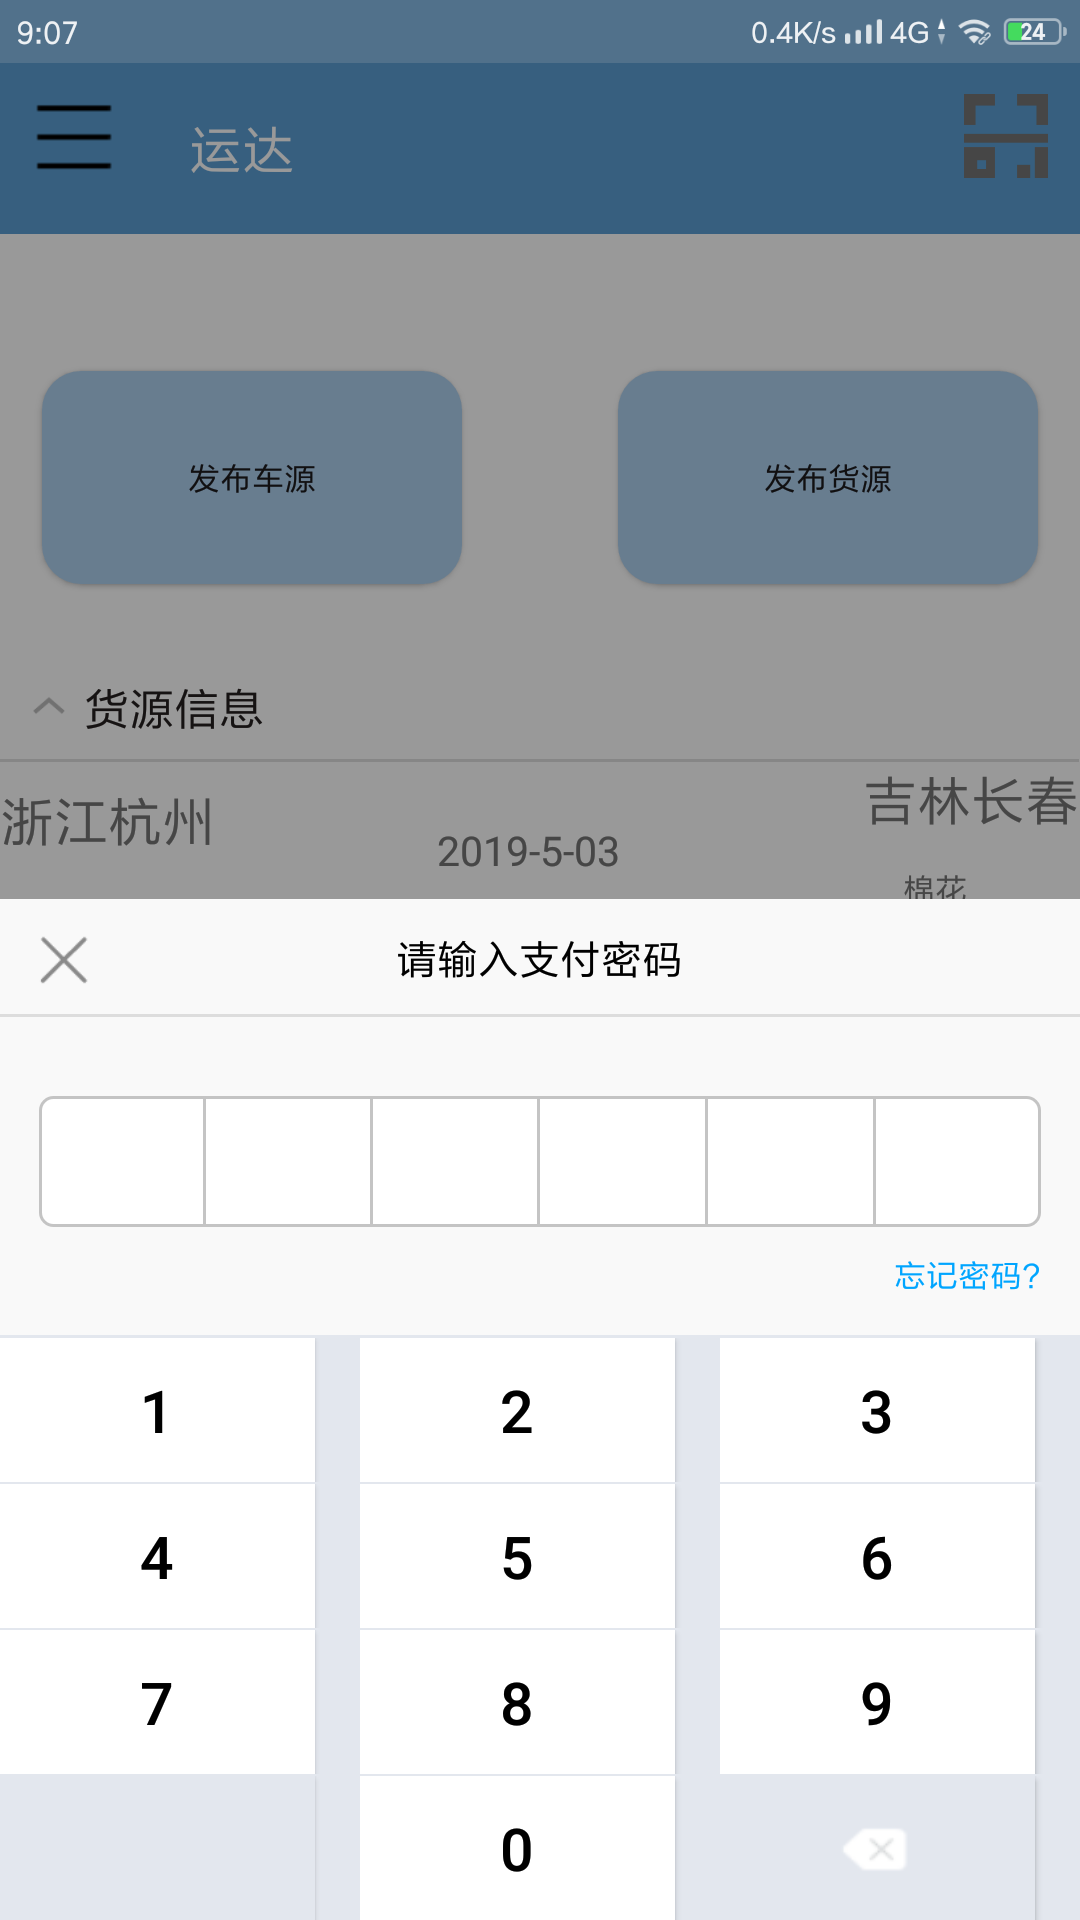 9:07 0.4K/s 4G 24
运达
发布车源 发布货源
货源信息
浙江杭州 2019-5-03 吉林长春
棉花
请输入支付密码
忘记密码?
1 2 3
4 5 6
7 8 9
0